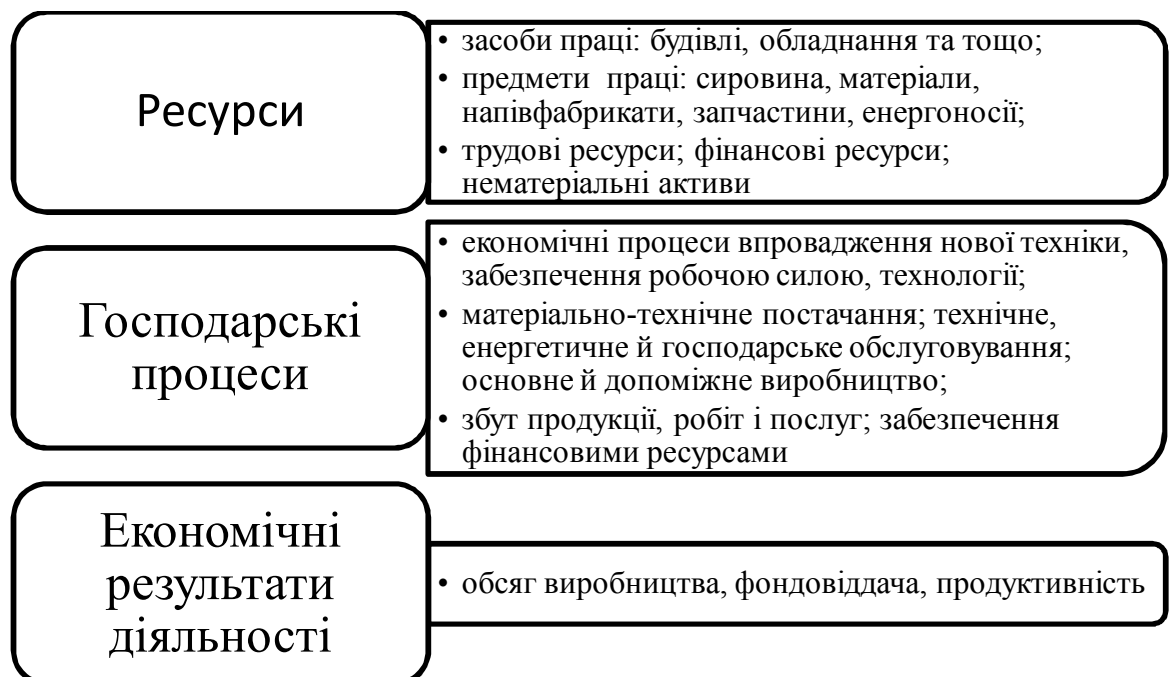 Ресурси
• засоби праці: будівлі, обладнання та тощо;
• предмети праці: сировина, матеріали,
напівфабрикати, запчастини, енергоносії;
• трудові ресурси; фінансові ресурси;
нематеріальні активи
Господарські
процеси
• економічні процеси впровадження нової техніки,
забезпечення робочою силою, технології;
• матеріально-технічне постачання; технічне,
енергетичне й господарське обслуговування;
основне й допоміжне виробництво;
• збут продукції, робіт і послуг; забезпечення
фінансовими ресурсами
Економічні
результати
діяльності
• обсяг виробництва, фондовіддача, продуктивність